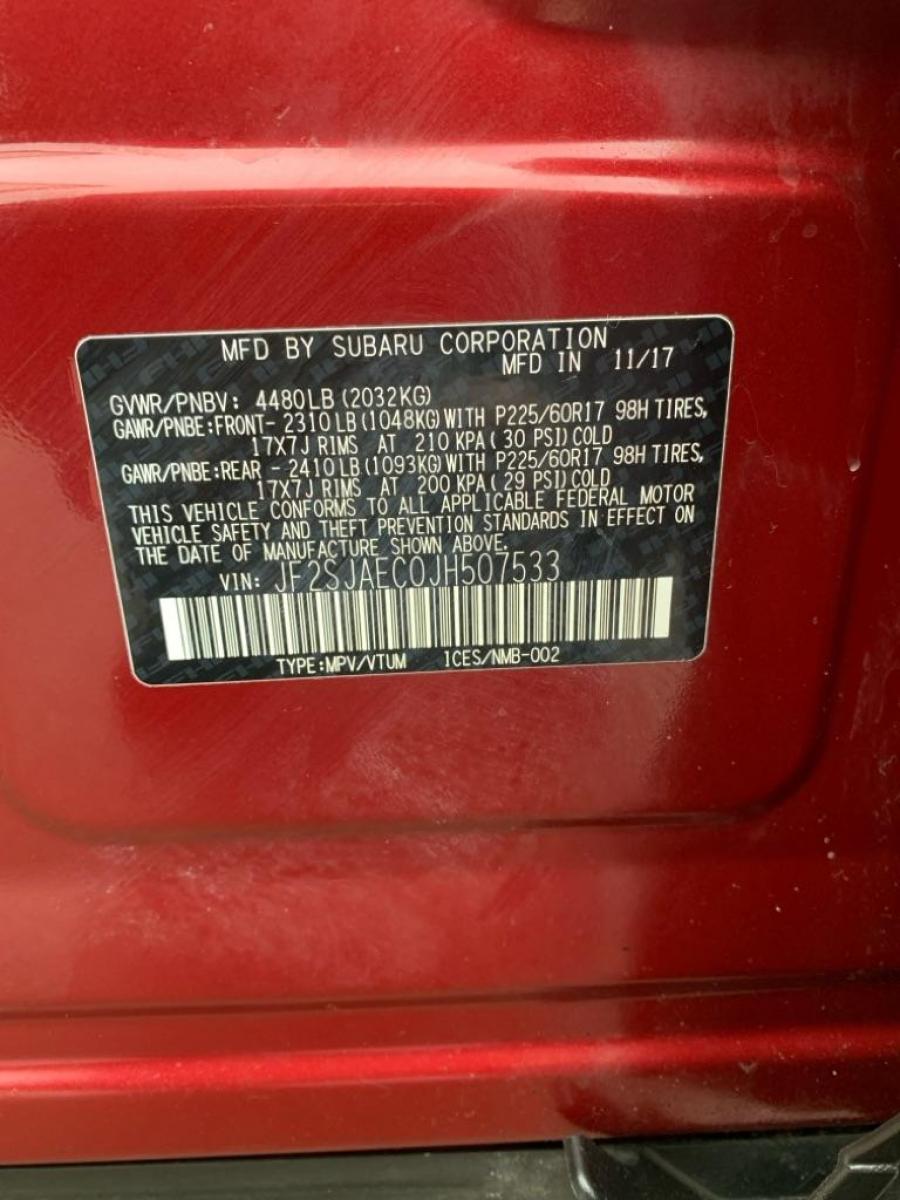 MFD BY SUBARU CORPORATION
MFD IN 11/17
GVWR/PNBV: 4480LB (2032KG)
GAWR/PNBE:FRONT- 2310LB (1048KG)WITH P225/60R17 98H TIRES,
17X7J RIMS AT 210 KPA( 30 PSI)COLD
GAWR/PNBE:REAR - 2410LB (1093KG)WITH P225/60R17 98H TIRES,
17X7J RIMS AT 200 KPA( 29 PSI)COLD
THIS VEHICLE CONFORMS TO ALL APPLICABLE FEDERAL MOTOR
VEHICLE SAFETY AND THEFT PREVENTION STANDARDS IN EFFECT ON
THE DATE OF MANUFACTURE SHOWN ABOVE.
VIN: JF2SJAEC0JH507533
TYPE:MPV/VTUM ICES/NMB-002